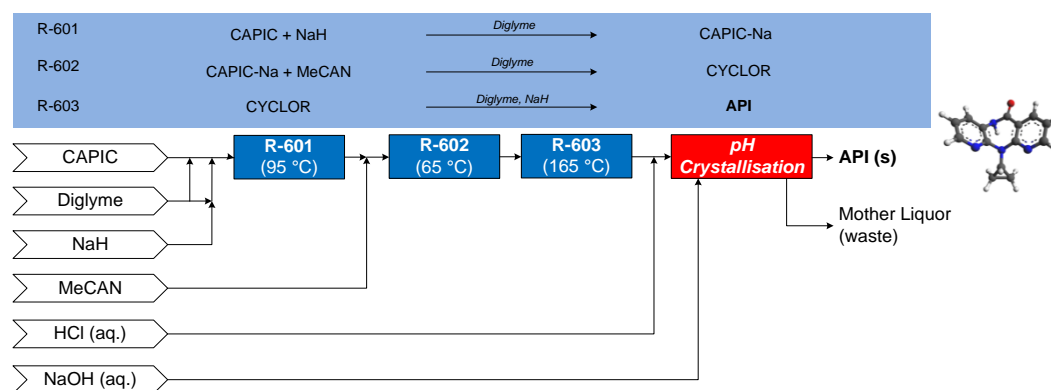 R-601 CAPIC + NaH Diglyme CAPIC-Na
R-602 CAPIC-Na + MeCAN Diglyme CYCLOR
R-603 CYCLOR Diglyme, NaH API
CAPIC
R-601
(95 °C)
R-602
(65 °C)
R-603
(165 °C)
pH
Crystallisation
API (s)
Diglyme
Mother Liquor
(waste)
NaH
MeCAN
HCl (aq.)
NaOH (aq.)